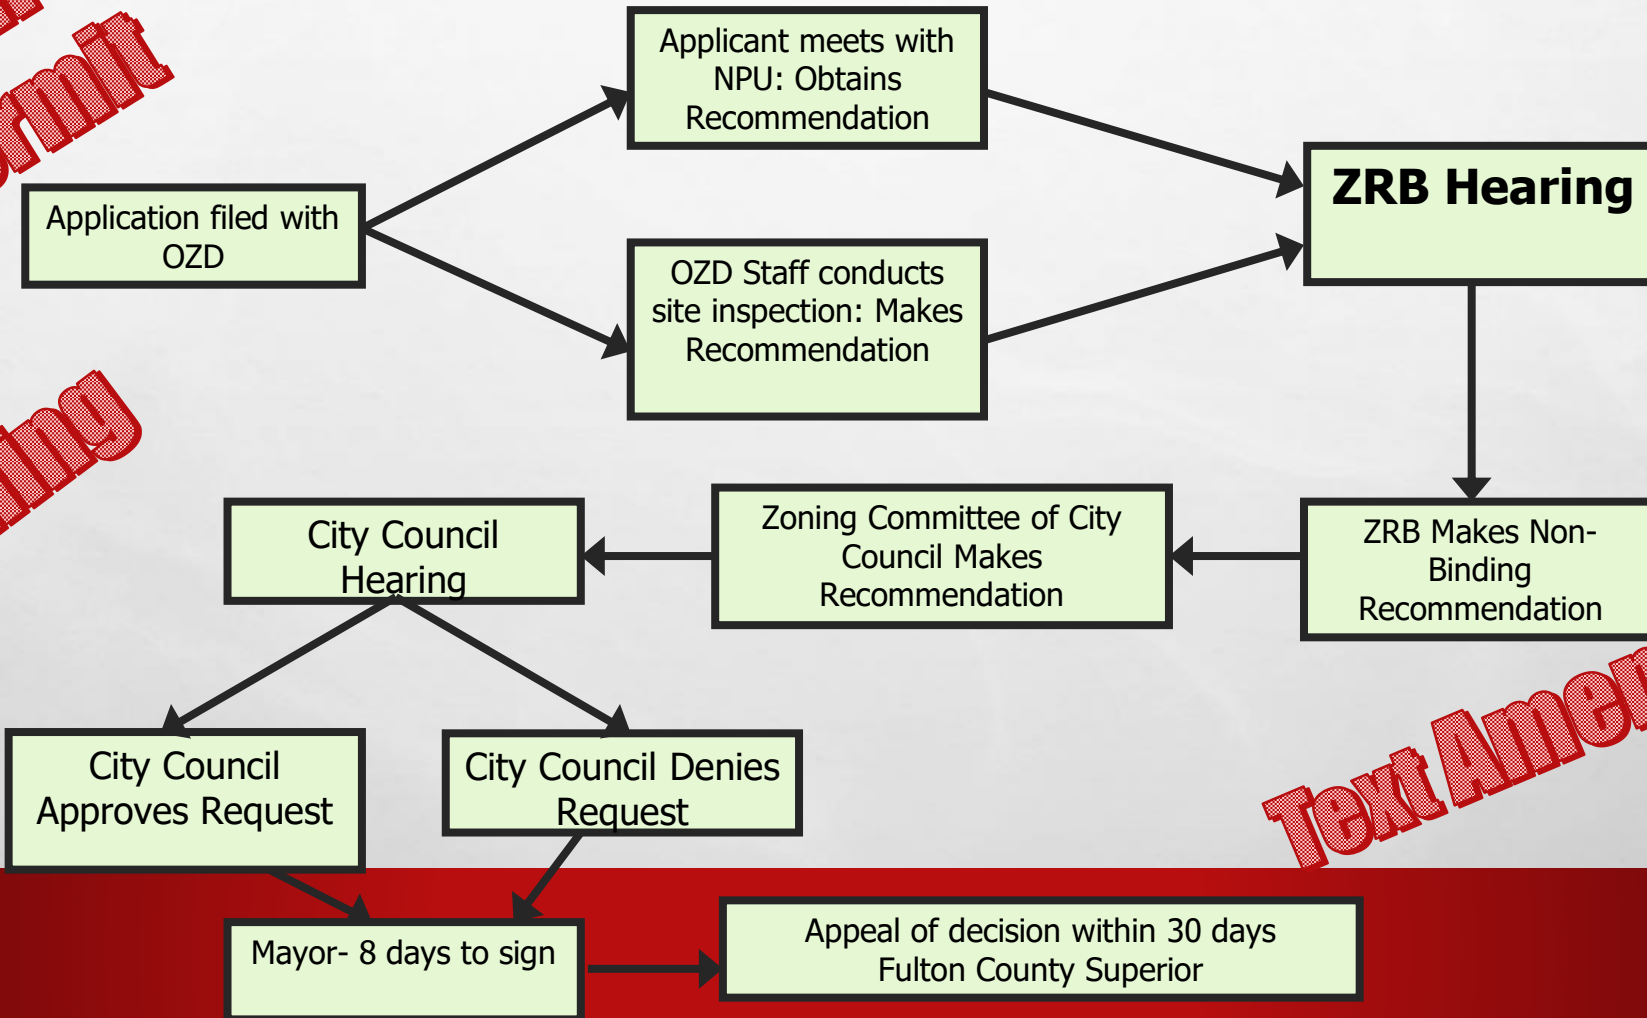 Applicant meets with
NPU: Obtains
Recommendation
Application filed with
OZD
OZD Staff conducts
site inspection: Makes
Recommendation
ZRB Hearing
ZRB Makes Non-
Binding
Recommendation
Zoning Committee of City
Council Makes
Recommendation
City Council
Hearing
City Council
Approves Request
City Council Denies
Request
Mayor- 8 days to sign
Appeal of decision within 30 days
Fulton County Superior
Text